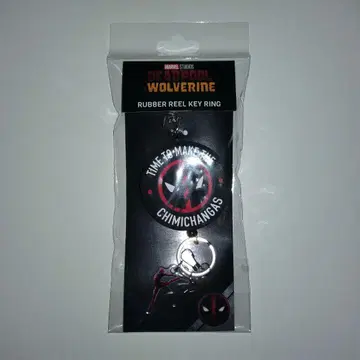 MARVEL STUDIOS
DEADPOOL
WOLVERINE
RUBBER REEL KEY RING
TIME TO MAKE THE
CHIMICHANGAS